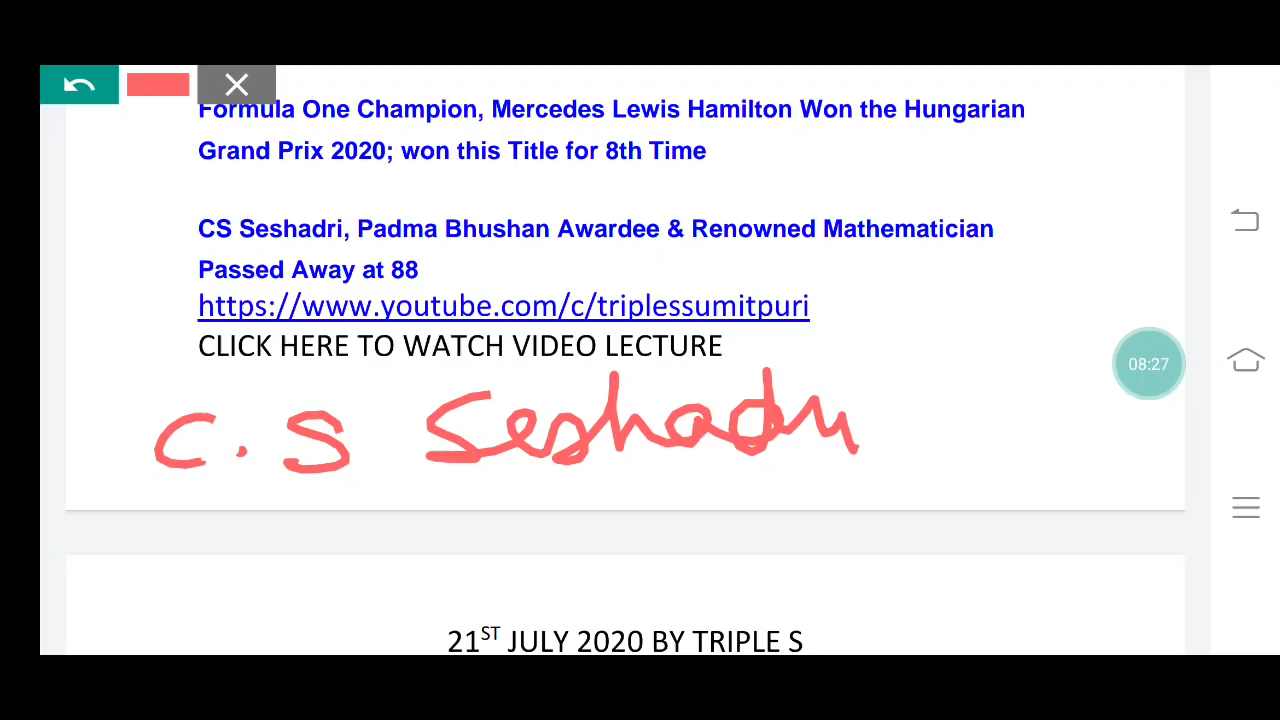 Formula One Champion, Mercedes Lewis Hamilton Won the Hungarian
Grand Prix 2020; won this Title for 8th Time
CS Seshadri, Padma Bhushan Awardee & Renowned Mathematician
Passed Away at 88
https://www.youtube.com/c/triplessumitpuri
CLICK HERE TO WATCH VIDEO LECTURE
08:27
C.S Seshadri
21ST JULY 2020 BY TRIPLE S